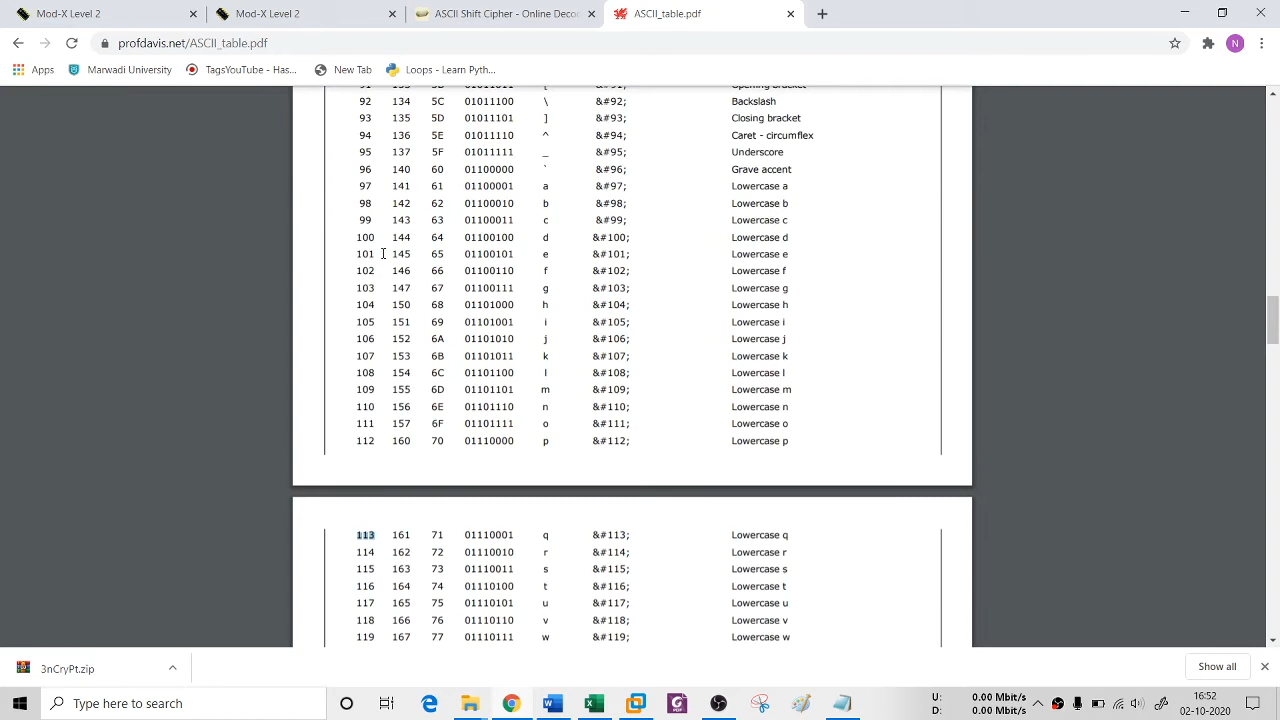 Mod-X Level 2
Mod-X Level 2
ASCII Shift Cipher - Online Deco
ASCII_table.pdf
profdavis.net/ASCII_table.pdf
N
Apps Marwadi University TagsYouTube - Has... New Tab Loops - Learn Pyth...
91 133 5B 01011011 [ &#91; Opening bracket
92 134 5C 01011100 \ &#92; Backslash
93 135 5D 01011101 ] &#93; Closing bracket
94 136 5E 01011110 ^ &#94; Caret - circumflex
95 137 5F 01011111 _ &#95; Underscore
96 140 60 01100000 ` &#96; Grave accent
97 141 61 01100001 a &#97; Lowercase a
98 142 62 01100010 b &#98; Lowercase b
99 143 63 01100011 c &#99; Lowercase c
100 144 64 01100100 d &#100; Lowercase d
101 145 65 01100101 e &#101; Lowercase e
102 146 66 01100110 f &#102; Lowercase f
103 147 67 01100111 g &#103; Lowercase g
104 150 68 01101000 h &#104; Lowercase h
105 151 69 01101001 i &#105; Lowercase i
106 152 6A 01101010 j &#106; Lowercase j
107 153 6B 01101011 k &#107; Lowercase k
108 154 6C 01101100 l &#108; Lowercase l
109 155 6D 01101101 m &#109; Lowercase m
110 156 6E 01101110 n &#110; Lowercase n
111 157 6F 01101111 o &#111; Lowercase o
112 160 70 01110000 p &#112; Lowercase p
113 161 71 01110001 q &#113; Lowercase q
114 162 72 01110010 r &#114; Lowercase r
115 163 73 01110011 s &#115; Lowercase s
116 164 74 01110100 t &#116; Lowercase t
117 165 75 01110101 u &#117; Lowercase u
118 166 76 01110110 v &#118; Lowercase v
119 167 77 01110111 w &#119; Lowercase w
3nCryPt.zip
Show all
Type here to search
U: 0.00 Mbit/s
D: 0.00 Mbit/s
16:52
02-10-2020